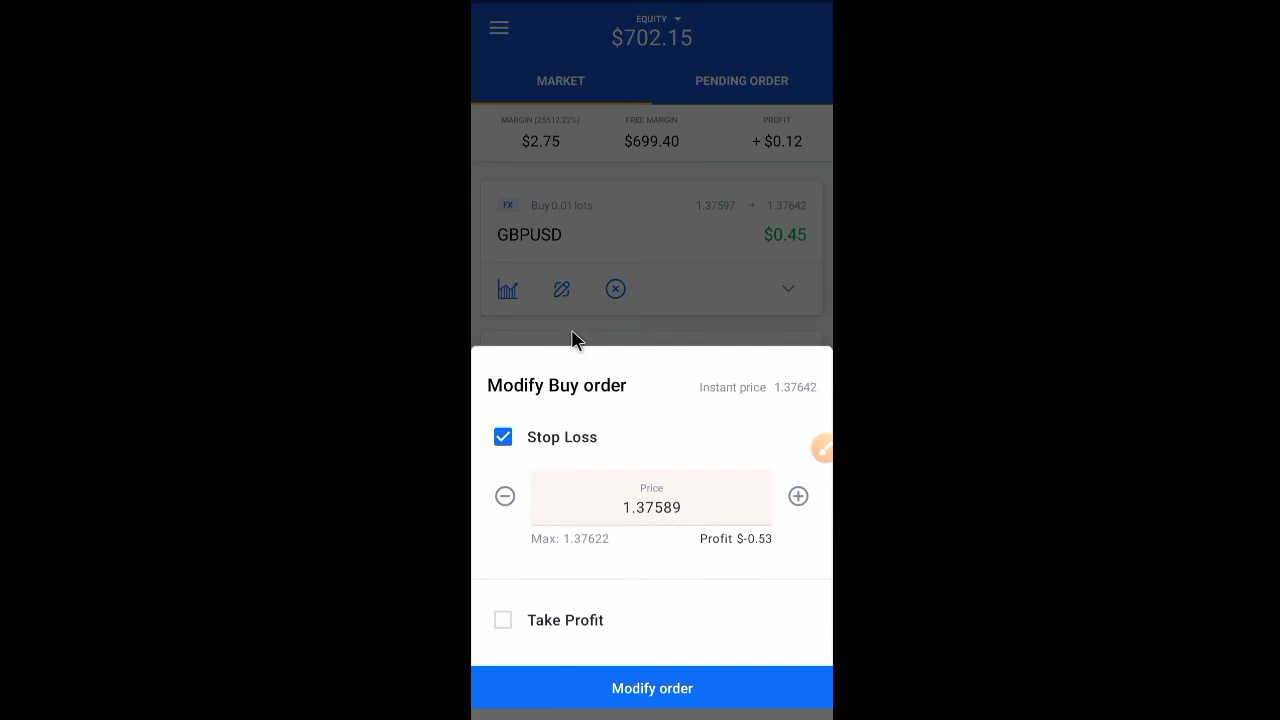 EQUITY
$702.15
MARKET PENDING ORDER
MARGIN (25512.22%) FREE MARGIN PROFIT
$2.75 $699.40 + $0.12
FX Buy 0.01 lots 1.37597 → 1.37642
GBPUSD $0.45
Modify Buy order Instant price 1.37642
Stop Loss
Price
1.37589
Max: 1.37622 Profit $-0.53
Take Profit
Modify order